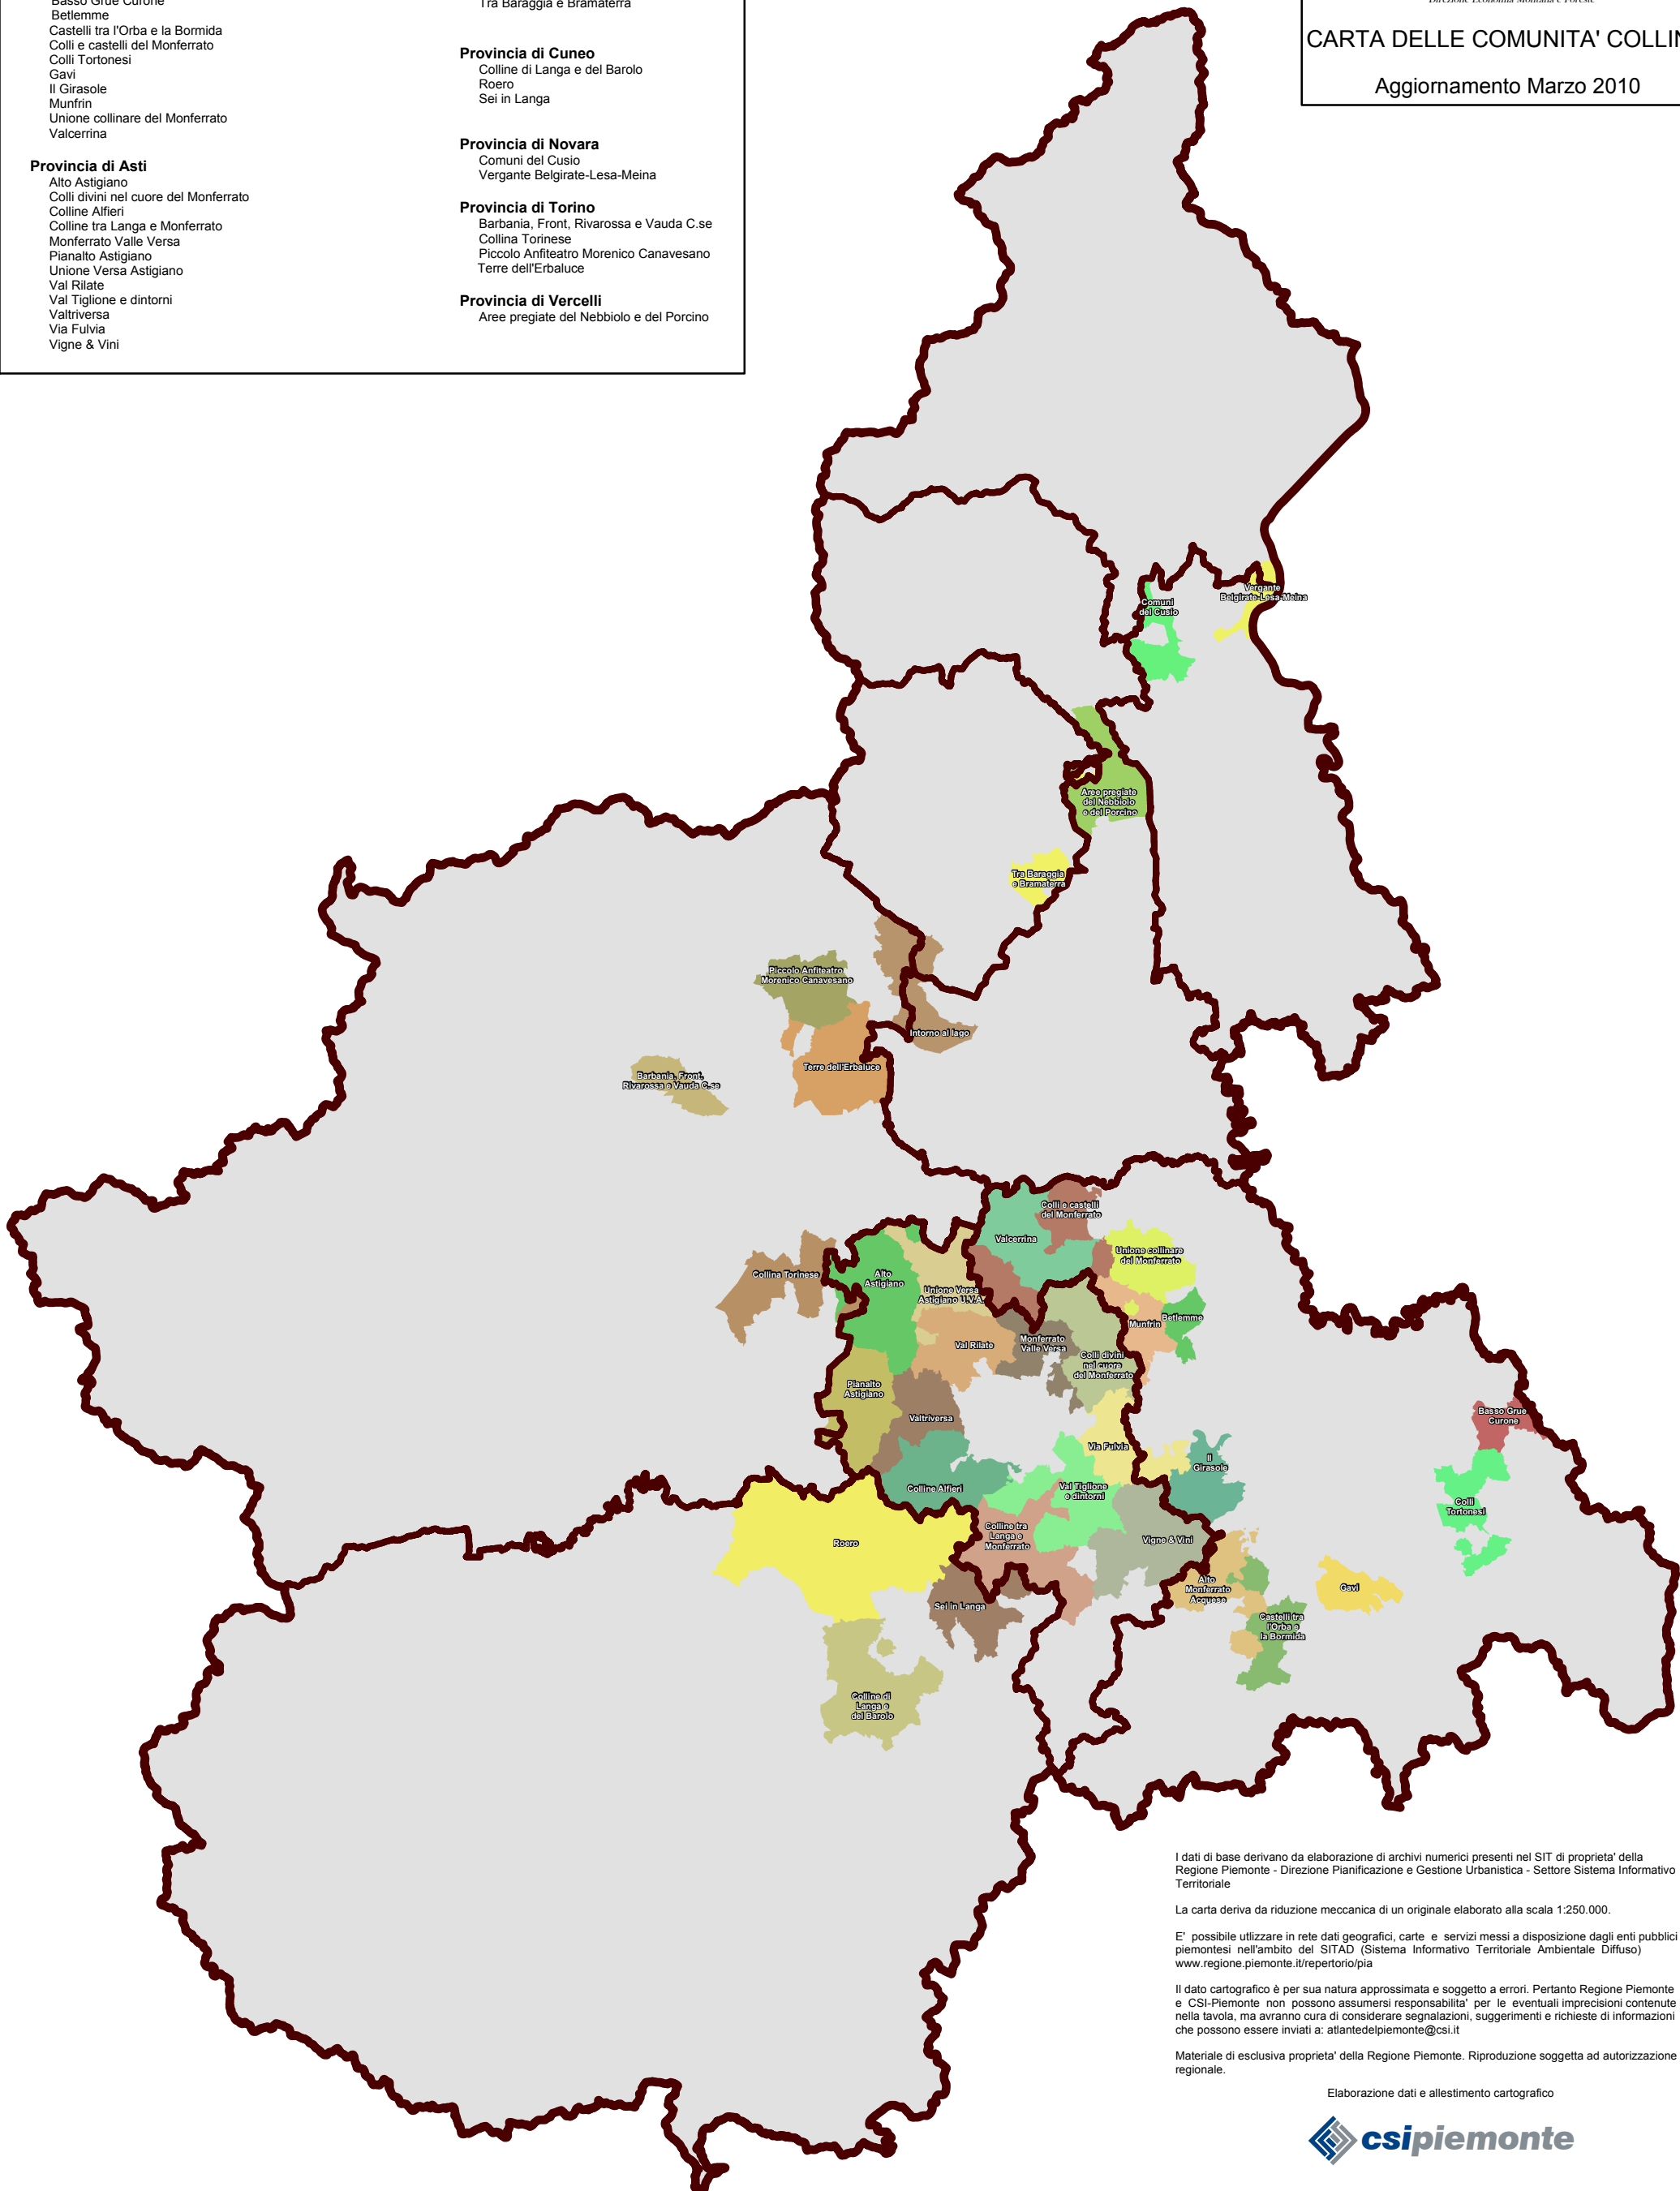 Basso Grue Curone
Betlemme
Castelli tra l'Orba e la Bormida
Colli e castelli del Monferrato
Colli Tortonesi
Gavi
Il Girasole
Munfrin
Unione collinare del Monferrato
Valcerrina
Provincia di Asti
Alto Astigiano
Colli divini nel cuore del Monferrato
Colline Alfieri
Colline tra Langa e Monferrato
Monferrato Valle Versa
Pianalto Astigiano
Unione Versa Astigiano
Val Rilate
Val Tiglione e dintorni
Valtriversa
Via Fulvia
Vigne & Vini
Tra Baraggia e Bramaterra
Provincia di Cuneo
Colline di Langa e del Barolo
Roero
Sei in Langa
Provincia di Novara
Comuni del Cusio
Vergante Belgirate-Lesa-Meina
Provincia di Torino
Barbania, Front, Rivarossa e Vauda C.se
Collina Torinese
Piccolo Anfiteatro Morenico Canavesano
Terre dell'Erbaluce
Provincia di Vercelli
Aree pregiate del Nebbiolo e del Porcino
Direzione Economia Montana e Foreste
CARTA DELLE COMUNITA' COLLIN
Aggiornamento Marzo 2010
Vergante
Belgirate-Lesa-Meina
Comuni
del Cusio
Aree pregiate
del Nebbiolo
e del Porcino
Tra Baraggia
e Bramaterra
Piccolo Anfiteatro
Morenico Canavesano
Intorno al lago
Terre dell'Erbaluce
Barbania, Front,
Rivarossa e Vauda C.se
Colli e castelli
del Monferrato
Valcerrina
Unione collinare
del Monferrato
Collina Torinese
Alto
Astigiano
Unione Versa
Astigiano U.V.A.
Munfrin
Betlemme
Val Rilate
Monferrato
Valle Versa
Colli divini
nel cuore
del Monferrato
Pianalto
Astigiano
Valtriversa
Basso Grue
Curone
Via Fulvia
Il
Girasole
Colline Alfieri
Val Tiglione
e dintorni
Colli
Tortonesi
Roero
Colline tra
Langa e
Monferrato
Vigne & Vini
Alto
Monferrato
Acquese
Gavi
Sei in Langa
Castelli tra
l'Orba e
la Bormida
Colline di
Langa e
del Barolo
I dati di base derivano da elaborazione di archivi numerici presenti nel SIT di proprieta' della
Regione Piemonte - Direzione Pianificazione e Gestione Urbanistica - Settore Sistema Informativo
Territoriale
La carta deriva da riduzione meccanica di un originale elaborato alla scala 1:250.000.
E' possibile utlizzare in rete dati geografici, carte e servizi messi a disposizione dagli enti pubblici
piemontesi nell'ambito del SITAD (Sistema Informativo Territoriale Ambientale Diffuso)
www.regione.piemonte.it/repertorio/pia
Il dato cartografico è per sua natura approssimata e soggetto a errori. Pertanto Regione Piemonte
e CSI-Piemonte non possono assumersi responsabilita' per le eventuali imprecisioni contenute
nella tavola, ma avranno cura di considerare segnalazioni, suggerimenti e richieste di informazioni
che possono essere inviati a: atlantedelpiemonte@csi.it
Materiale di esclusiva proprieta' della Regione Piemonte. Riproduzione soggetta ad autorizzazione
regionale.
Elaborazione dati e allestimento cartografico
csipiemonte